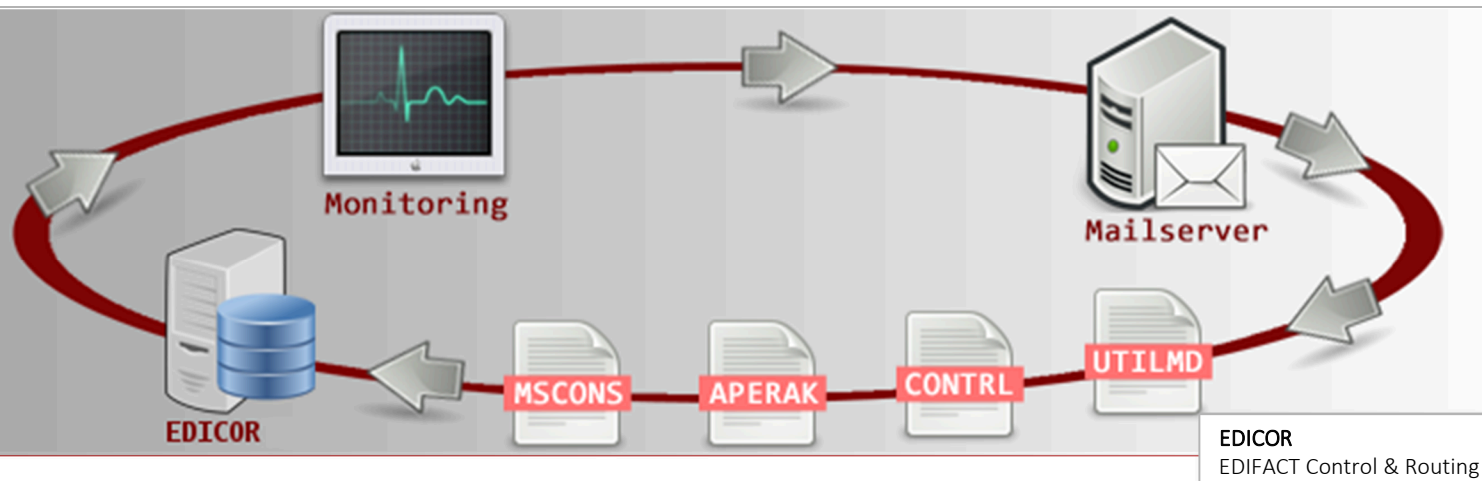 Monitoring
Mailserver
UTILMD
CONTRL
APERAK
MSCONS
EDICOR
EDICOR
EDIFACT Control & Routing